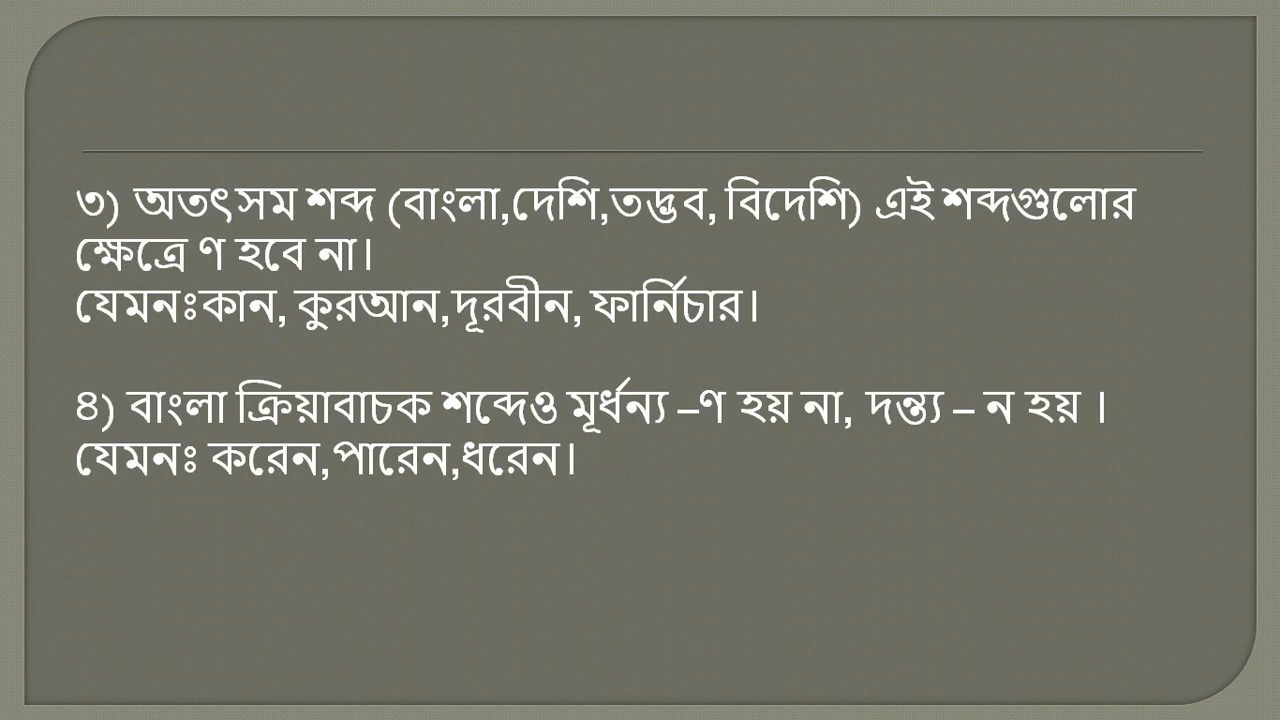 ৩) অতৎসম শব্দ (বাংলা,দেশি,তদ্ভব, বিদেশি) এই শব্দগুলোর
ক্ষেত্রে ণ হবে না।
যেমনঃকান, কুরআন,দূরবীন, ফার্নিচার।
৪) বাংলা ক্রিয়াবাচক শব্দেও মূর্ধন্য –ণ হয় না, দন্ত্য – ন হয় ।
যেমনঃ করেন,পারেন,ধরেন।